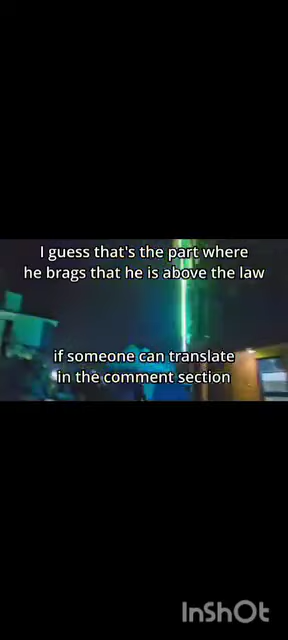 I guess that's the part where
he brags that he is above the law
if someone can translate
in the comment section
InShOt